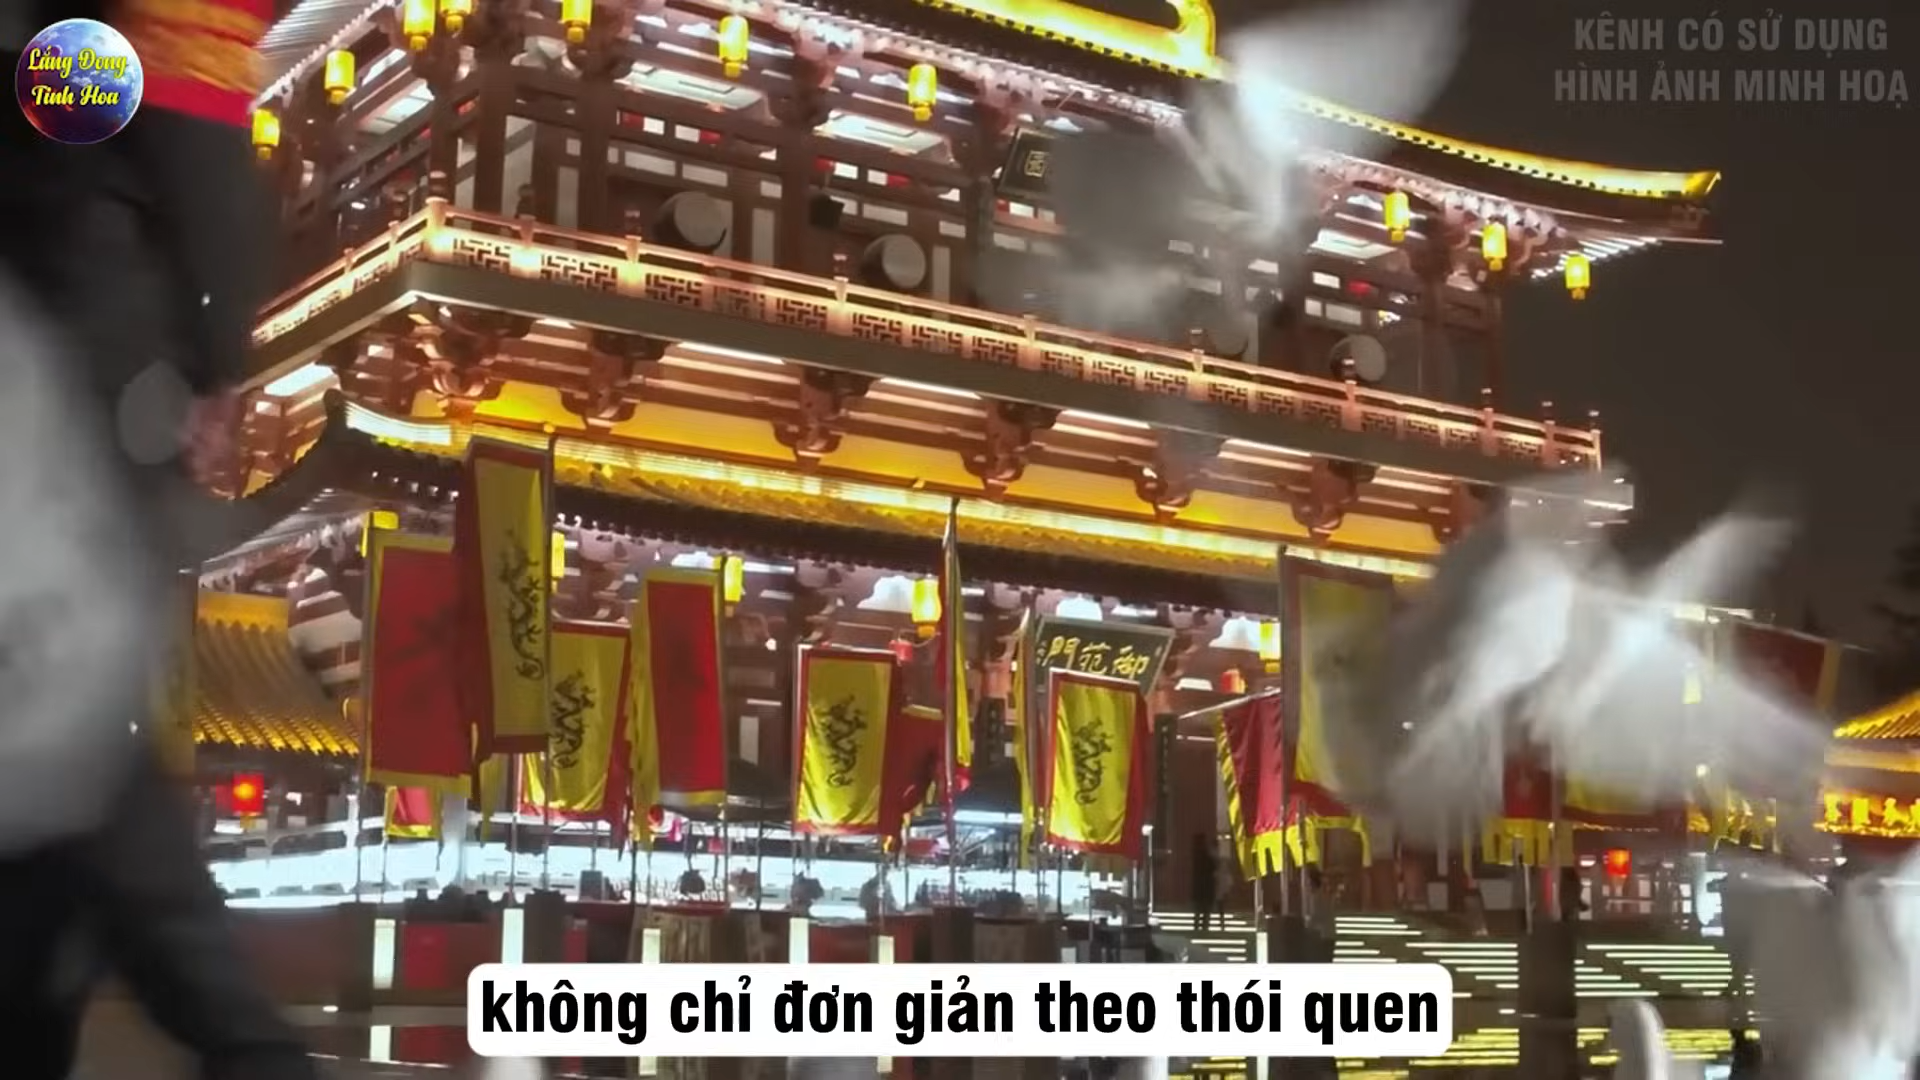 Lắng Đọng
Tinh Hoa
KÊNH CÓ SỬ DỤNG
HÌNH ẢNH MINH HOẠ
御苑門
không chỉ đơn giản theo thói quen